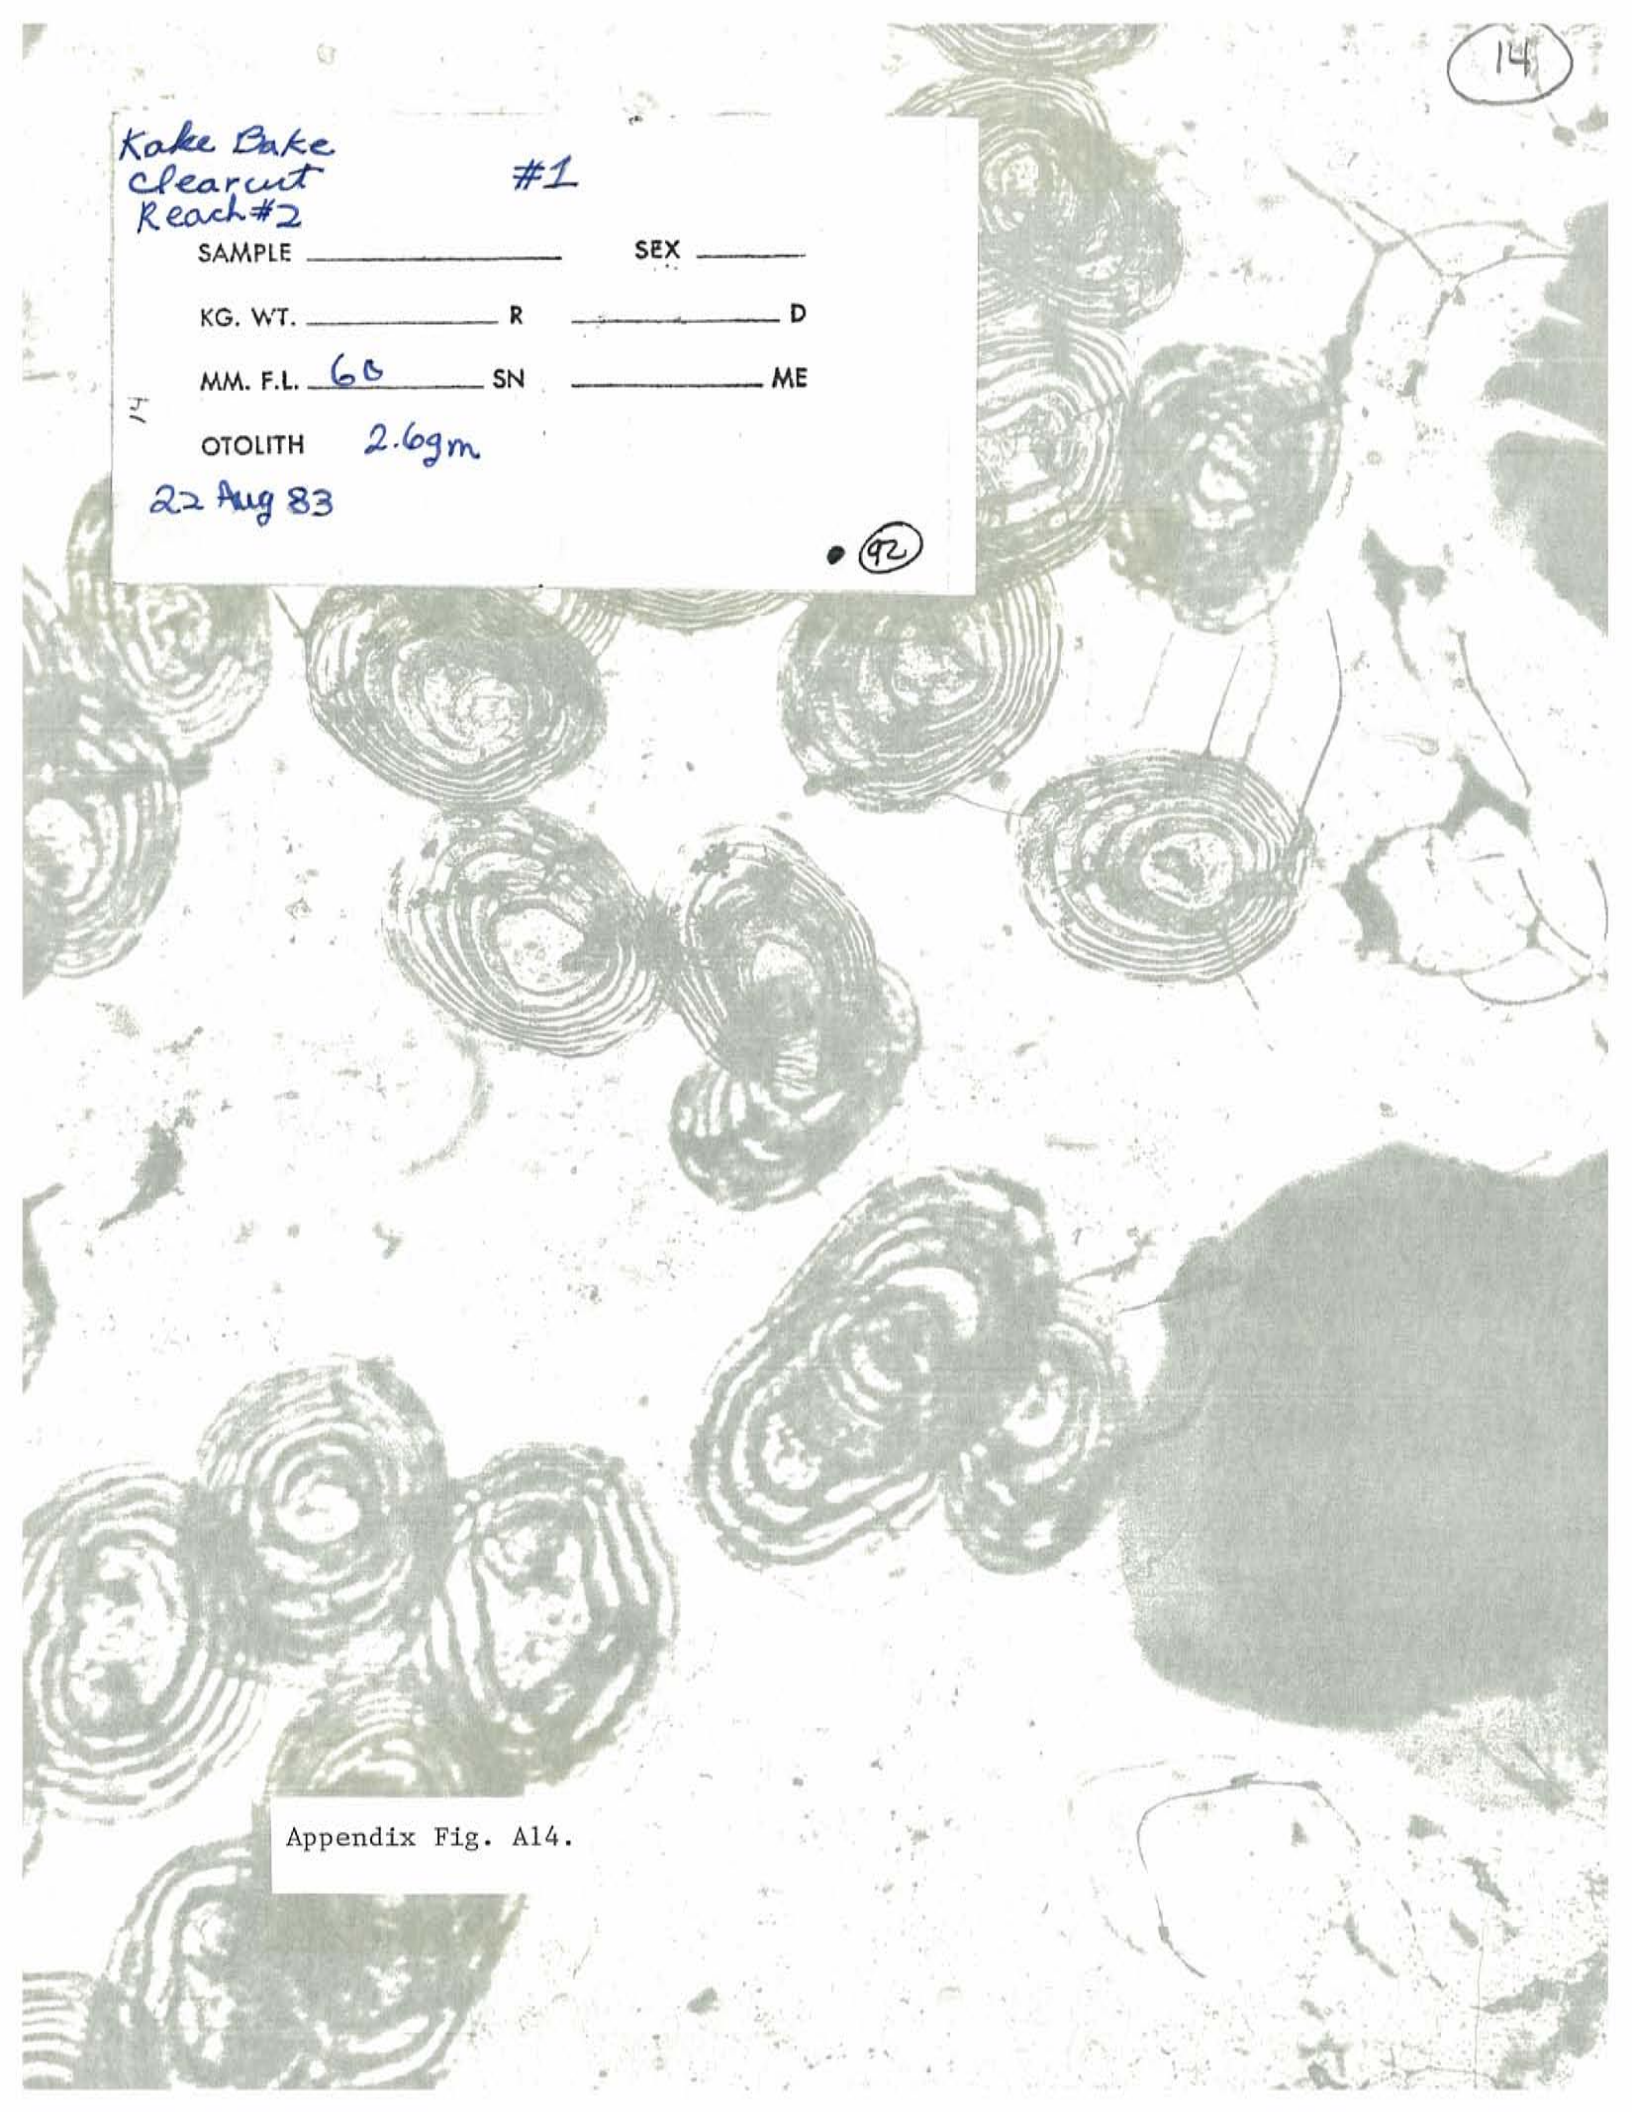 14
Kake Bake
Clearcut #1
Reach #2
SAMPLE SEX
KG. WT. R D
MM. F.L. 60 SN ME
OTOLITH 2.6gm
22 Aug 83
92
Appendix Fig. A14.